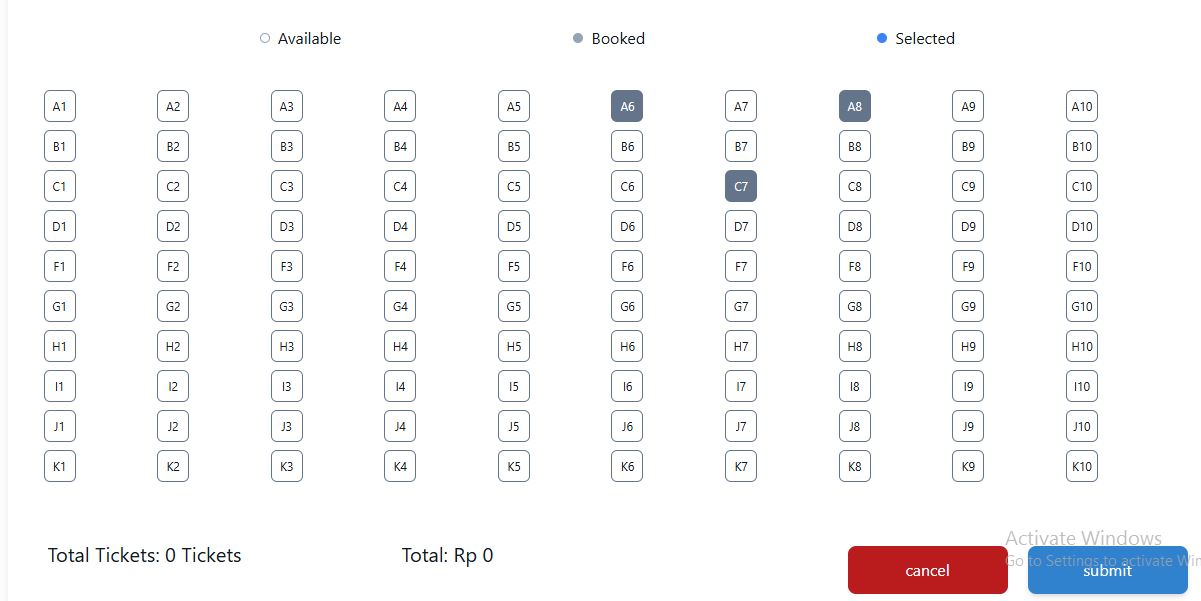 Available Booked Selected
A1 A2 A3 A4 A5 A6 A7 A8 A9 A10
B1 B2 B3 B4 B5 B6 B7 B8 B9 B10
C1 C2 C3 C4 C5 C6 C7 C8 C9 C10
D1 D2 D3 D4 D5 D6 D7 D8 D9 D10
F1 F2 F3 F4 F5 F6 F7 F8 F9 F10
G1 G2 G3 G4 G5 G6 G7 G8 G9 G10
H1 H2 H3 H4 H5 H6 H7 H8 H9 H10
I1 I2 I3 I4 I5 I6 I7 I8 I9 I10
J1 J2 J3 J4 J5 J6 J7 J8 J9 J10
K1 K2 K3 K4 K5 K6 K7 K8 K9 K10
Total Tickets: 0 Tickets Total: Rp 0
Activate Windows
Go to Settings to activate Win
cancel submit